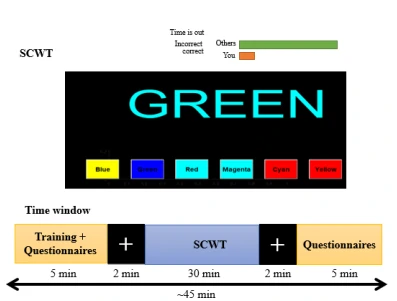 Time is out
Incorrect
correct
Others
You
SCWT
GREEN
Blue
Red
Magenta
Cyan
Yellow
Time window
Training +
Questionnaires
+
SCWT
+
Questionnaires
5 min
2 min
30 min
2 min
5 min
~45 min